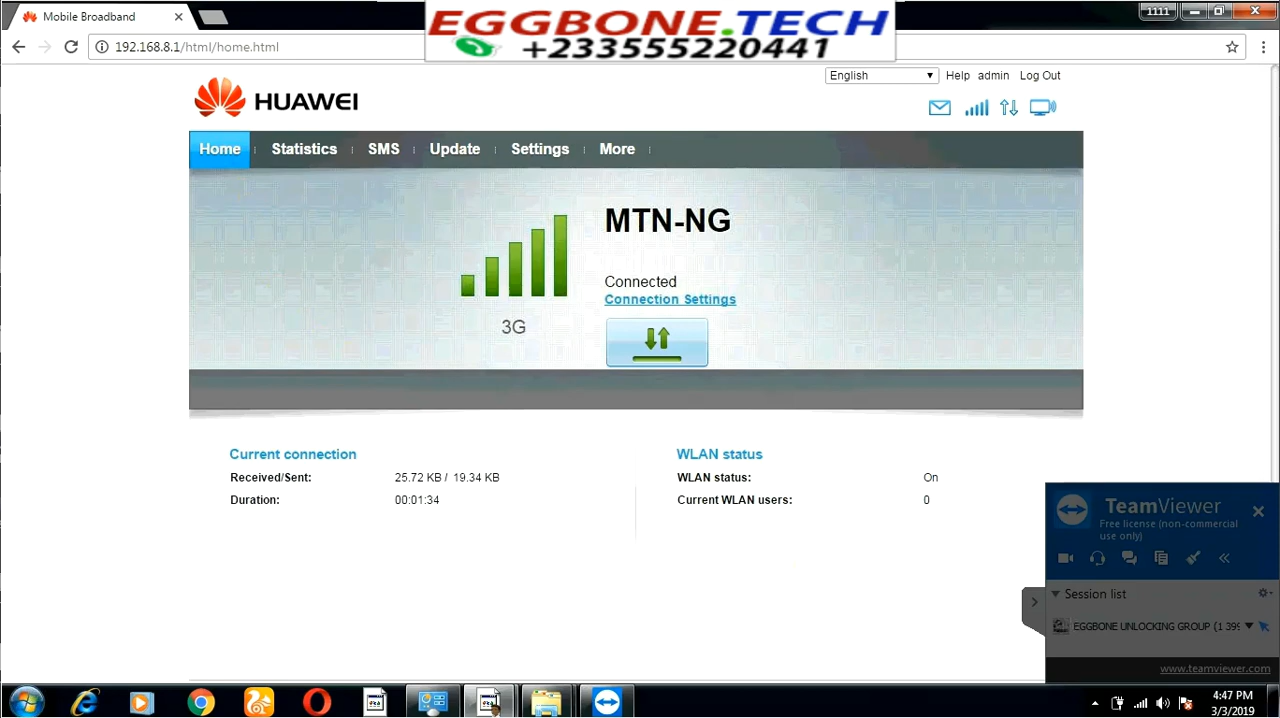 Mobile Broadband
EGGBONE.TECH
+233555220441
1111
192.168.8.1/html/home.html
English
Help
admin
Log Out
HUAWEI
Home
Statistics
SMS
Update
Settings
More
MTN-NG
Connected
Connection Settings
3G
Current connection
Received/Sent: 25.72 KB / 19.34 KB
Duration: 00:01:34
WLAN status
WLAN status: On
Current WLAN users: 0
TeamViewer
Free license (non-commercial
use only)
Session list
EGGBONE UNLOCKING GROUP (1 399
www.teamviewer.com
4:47 PM
3/3/2019